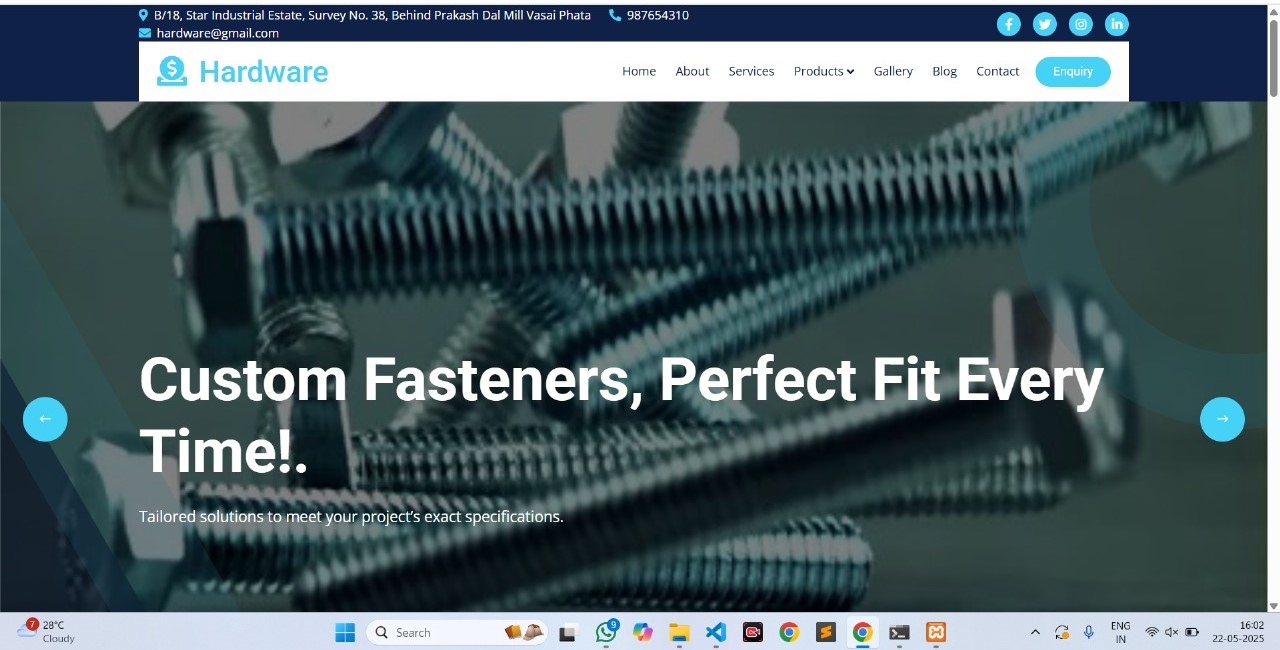 B/18, Star Industrial Estate, Survey No. 38, Behind Prakash Dal Mill Vasai Phata 987654310
hardware@gmail.com
Hardware
Home About Services Products Gallery Blog Contact Enquiry
Custom Fasteners, Perfect Fit Every
Time!.
Tailored solutions to meet your project’s exact specifications.
7 28°C
Cloudy
Search
9
ENG
IN
16:02
22-05-2025